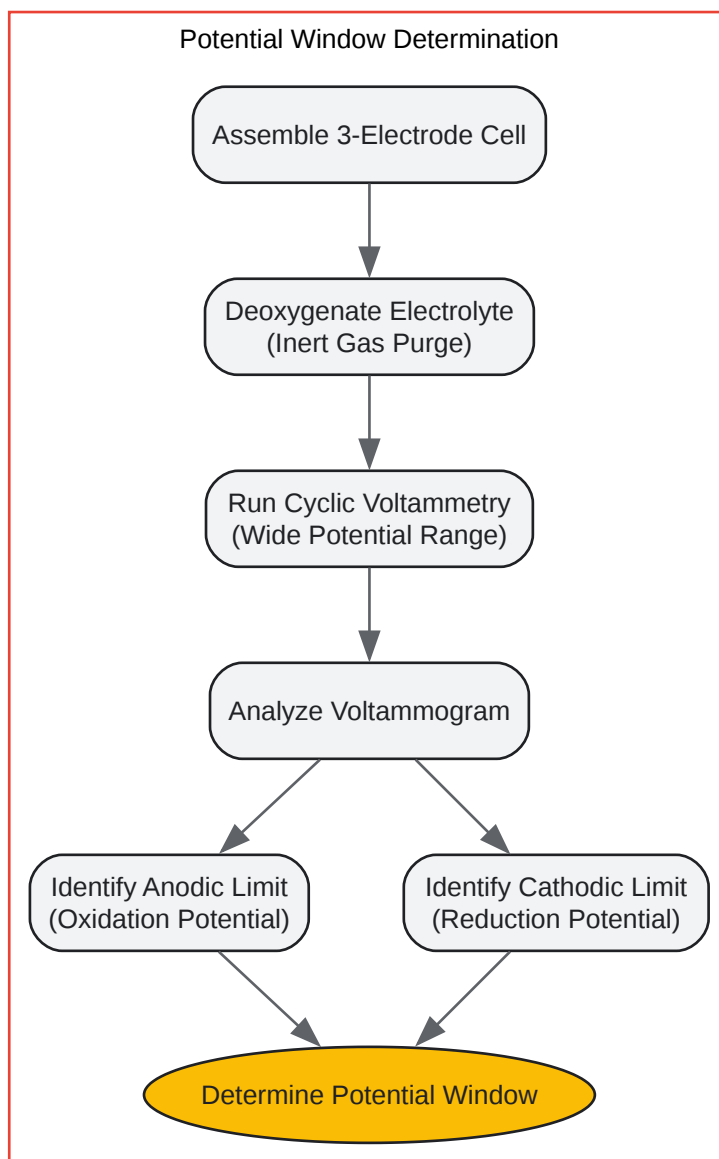 Potential Window Determination
Assemble 3-Electrode Cell
Deoxygenate Electrolyte
(Inert Gas Purge)
Run Cyclic Voltammetry
(Wide Potential Range)
Analyze Voltammogram
Identify Anodic Limit
(Oxidation Potential)
Identify Cathodic Limit
(Reduction Potential)
Determine Potential Window